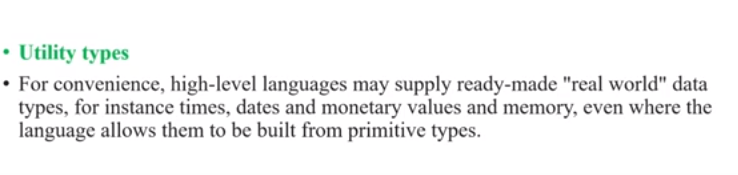 • Utility types
• For convenience, high-level languages may supply ready-made "real world" data
types, for instance times, dates and monetary values and memory, even where the
language allows them to be built from primitive types.